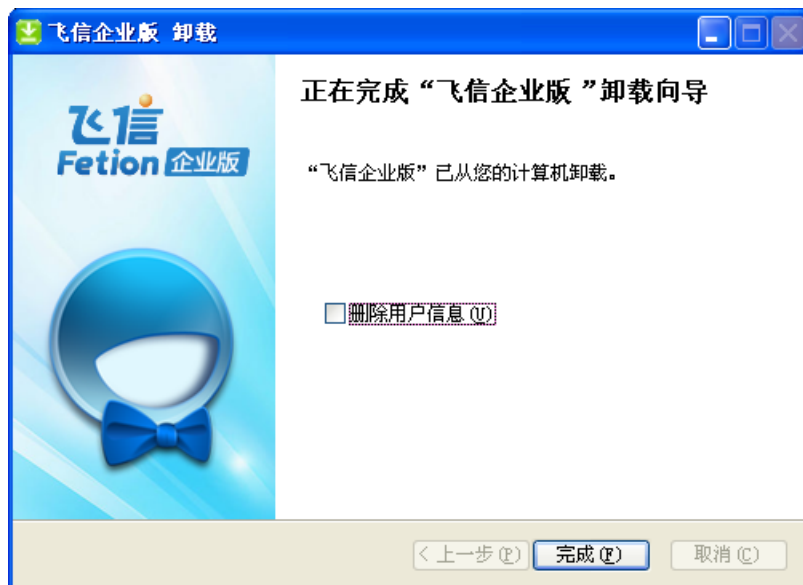 飞信企业版 卸载
飞信
Fetion 企业版
正在完成“飞信企业版 ”卸载向导
“飞信企业版”已从您的计算机卸载。
删除用户信息(U)
< 上一步(P)
完成(F)
取消(C)